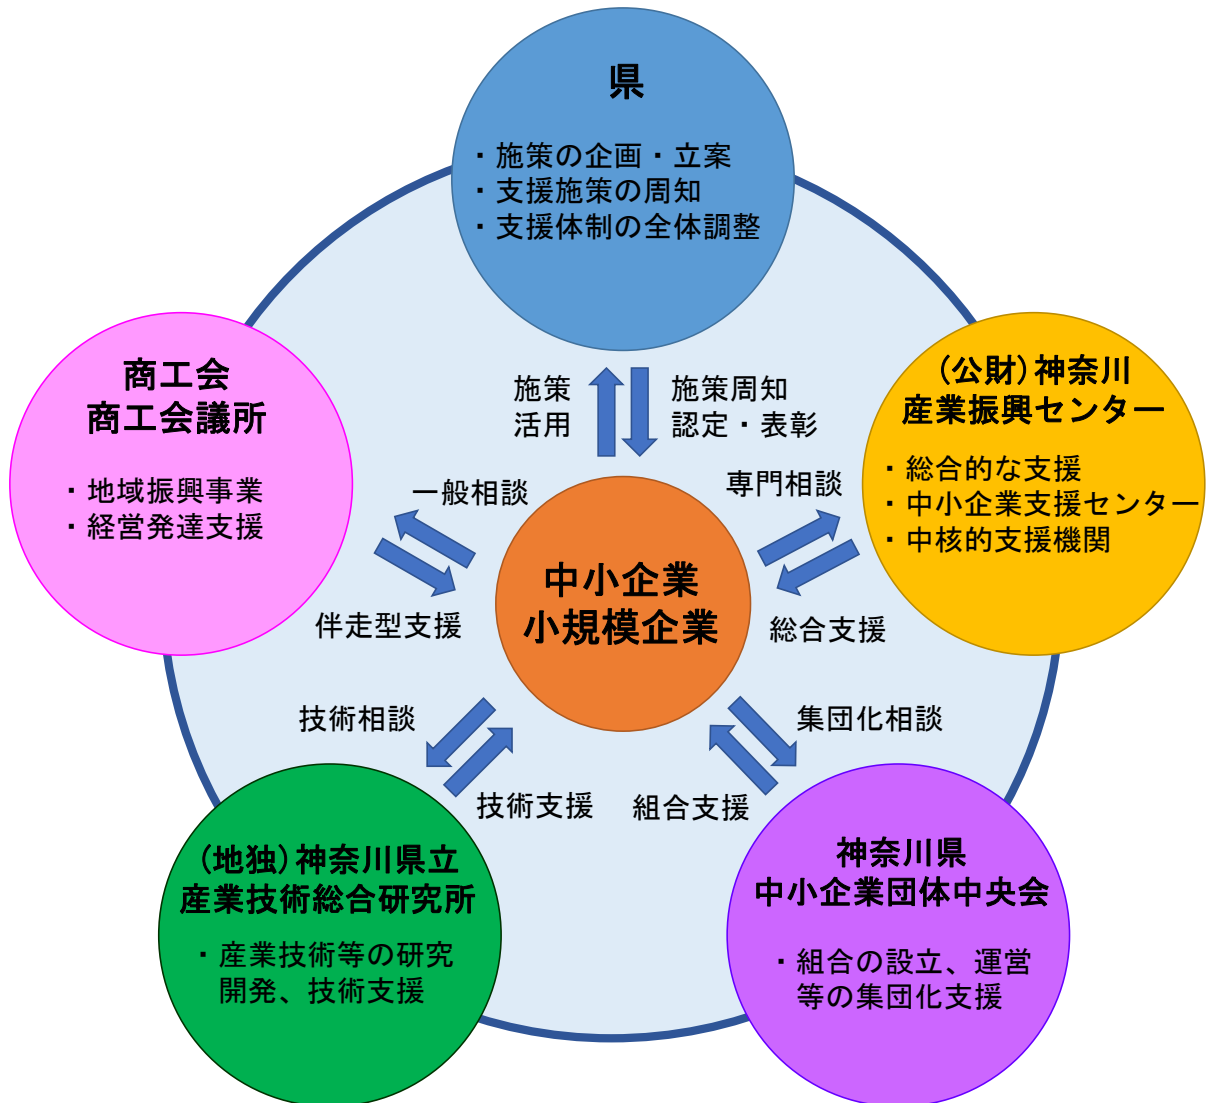 県
・施策の企画・立案
・支援施策の周知
・支援体制の全体調整
商工会
商工会議所
・地域振興事業
・経営発達支援
(公財)神奈川
産業振興センター
・総合的な支援
・中小企業支援センター
・中核的支援機関
施策
活用
施策周知
認定・表彰
一般相談
専門相談
中小企業
小規模企業
伴走型支援
総合支援
技術相談
集団化相談
技術支援
組合支援
(地独)神奈川県立
産業技術総合研究所
・産業技術等の研究
開発、技術支援
神奈川県
中小企業団体中央会
・組合の設立、運営
等の集団化支援